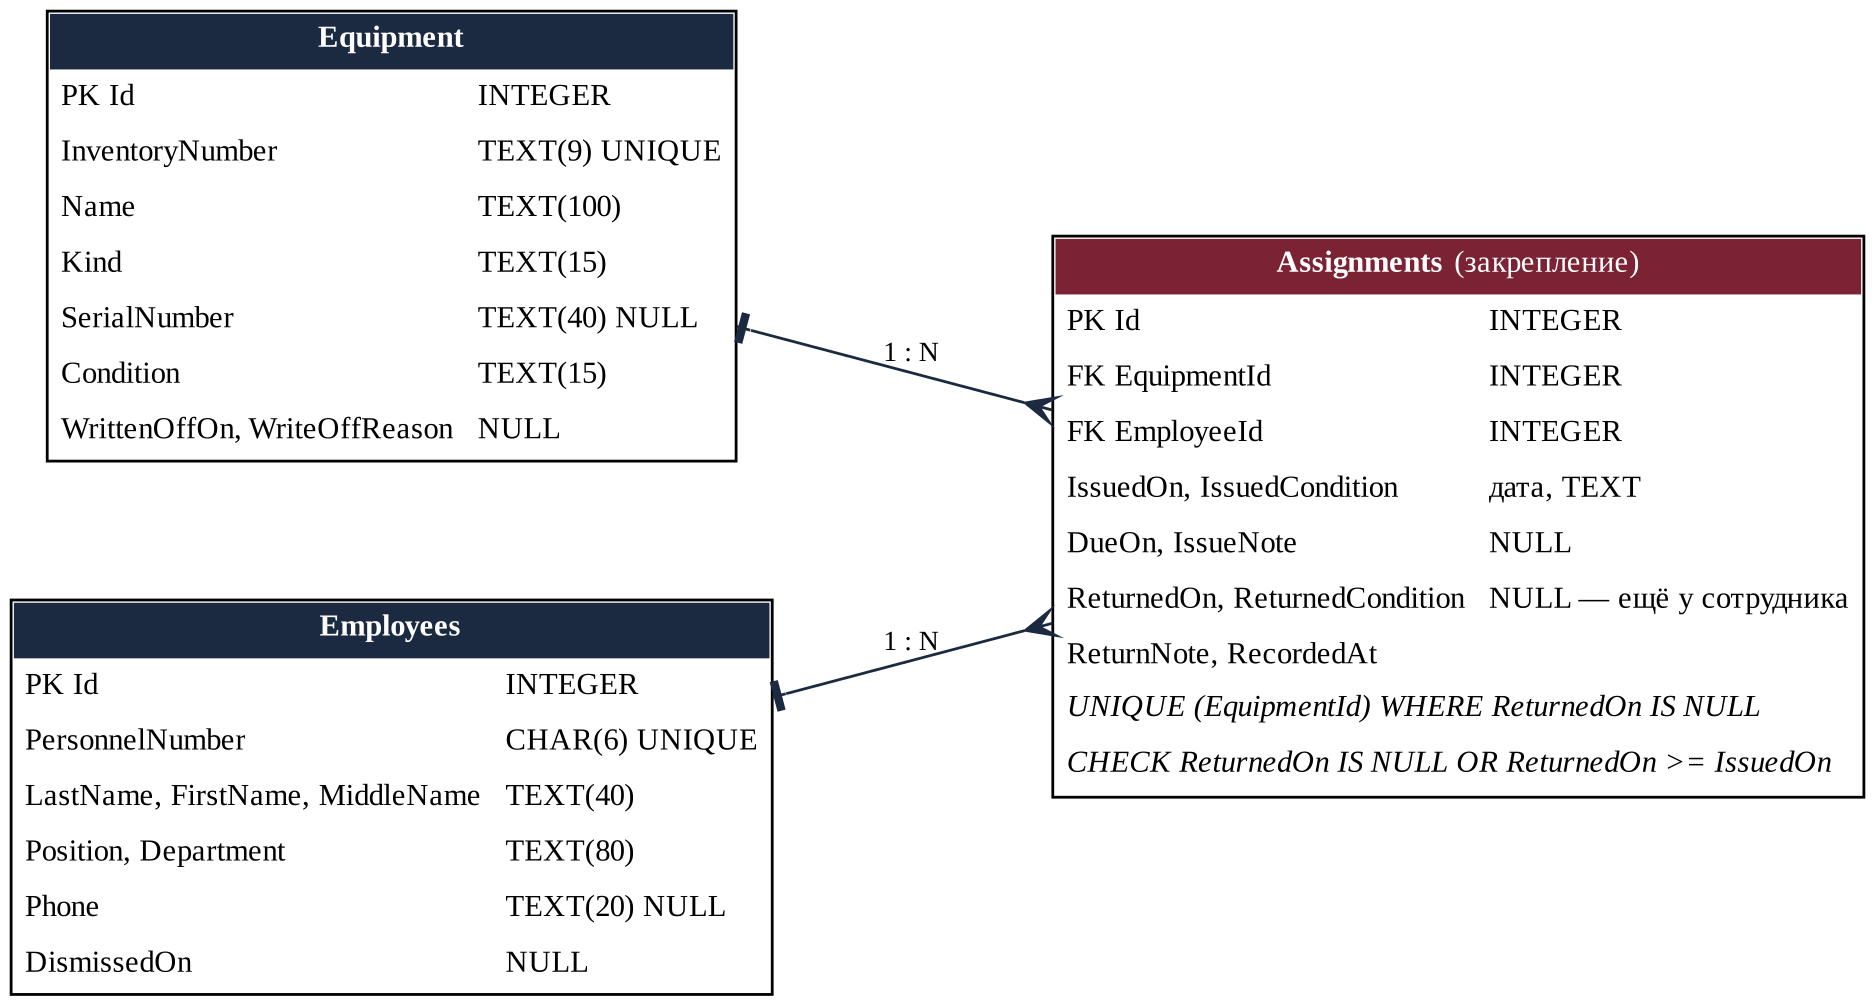 Equipment
PK Id INTEGER
InventoryNumber TEXT(9) UNIQUE
Name TEXT(100)
Kind TEXT(15)
SerialNumber TEXT(40) NULL
Condition TEXT(15)
WrittenOffOn, WriteOffReason NULL
1 : N
Employees
PK Id INTEGER
PersonnelNumber CHAR(6) UNIQUE
LastName, FirstName, MiddleName TEXT(40)
Position, Department TEXT(80)
Phone TEXT(20) NULL
DismissedOn NULL
1 : N
Assignments (закрепление)
PK Id INTEGER
FK EquipmentId INTEGER
FK EmployeeId INTEGER
IssuedOn, IssuedCondition дата, TEXT
DueOn, IssueNote NULL
ReturnedOn, ReturnedCondition NULL — ещё у сотрудника
ReturnNote, RecordedAt
UNIQUE (EquipmentId) WHERE ReturnedOn IS NULL
CHECK ReturnedOn IS NULL OR ReturnedOn >= IssuedOn